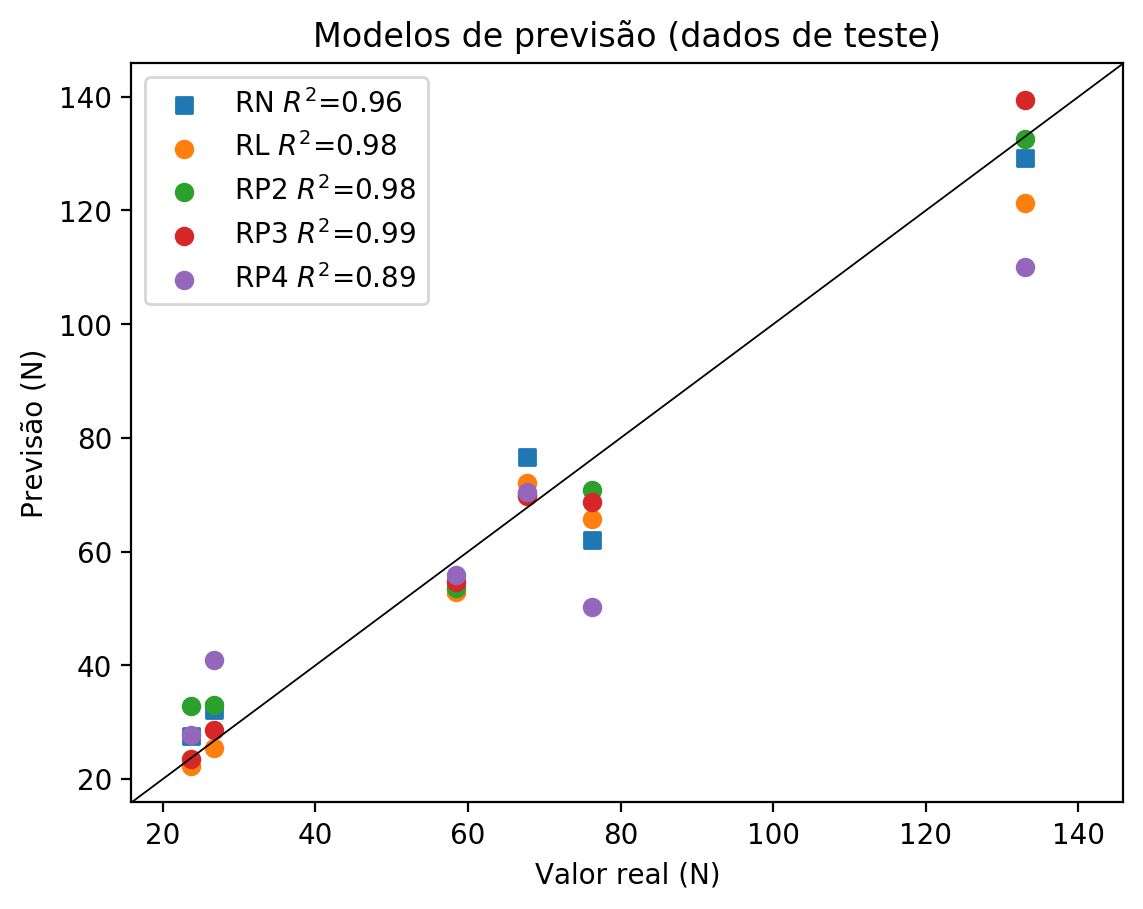 Modelos de previsão (dados de teste)
RN R²=0.96
RL R²=0.98
RP2 R²=0.98
RP3 R²=0.99
RP4 R²=0.89
140
120
100
80
60
40
20
Previsão (N)
20 40 60 80 100 120 140
Valor real (N)